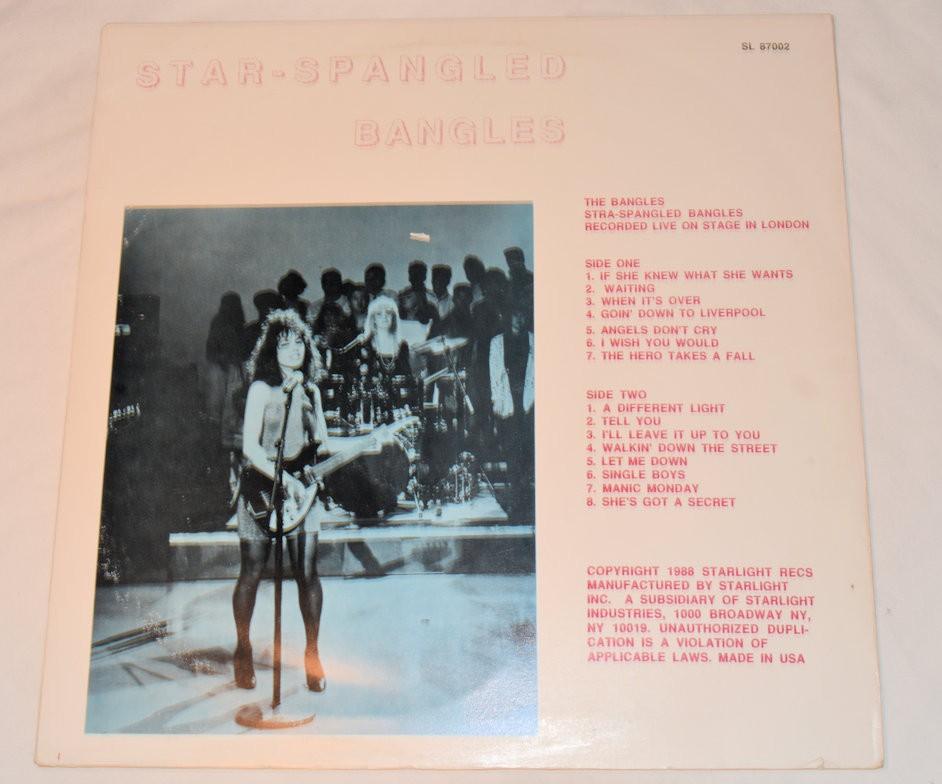 SL 87002
STAR-SPANGLED
BANGLES
THE BANGLES
STRA-SPANGLED BANGLES
RECORDED LIVE ON STAGE IN LONDON
SIDE ONE
1. IF SHE KNEW WHAT SHE WANTS
2. WAITING
3. WHEN IT'S OVER
4. GOIN' DOWN TO LIVERPOOL
5. ANGELS DON'T CRY
6. I WISH YOU WOULD
7. THE HERO TAKES A FALL
SIDE TWO
1. A DIFFERENT LIGHT
2. TELL YOU
3. I'LL LEAVE IT UP TO YOU
4. WALKIN' DOWN THE STREET
5. LET ME DOWN
6. SINGLE BOYS
7. MANIC MONDAY
8. SHE'S GOT A SECRET
COPYRIGHT 1988 STARLIGHT RECS
MANUFACTURED BY STARLIGHT
INC. A SUBSIDIARY OF STARLIGHT
INDUSTRIES, 1000 BROADWAY NY,
NY 10019. UNAUTHORIZED DUPLI-
CATION IS A VIOLATION OF
APPLICABLE LAWS. MADE IN USA